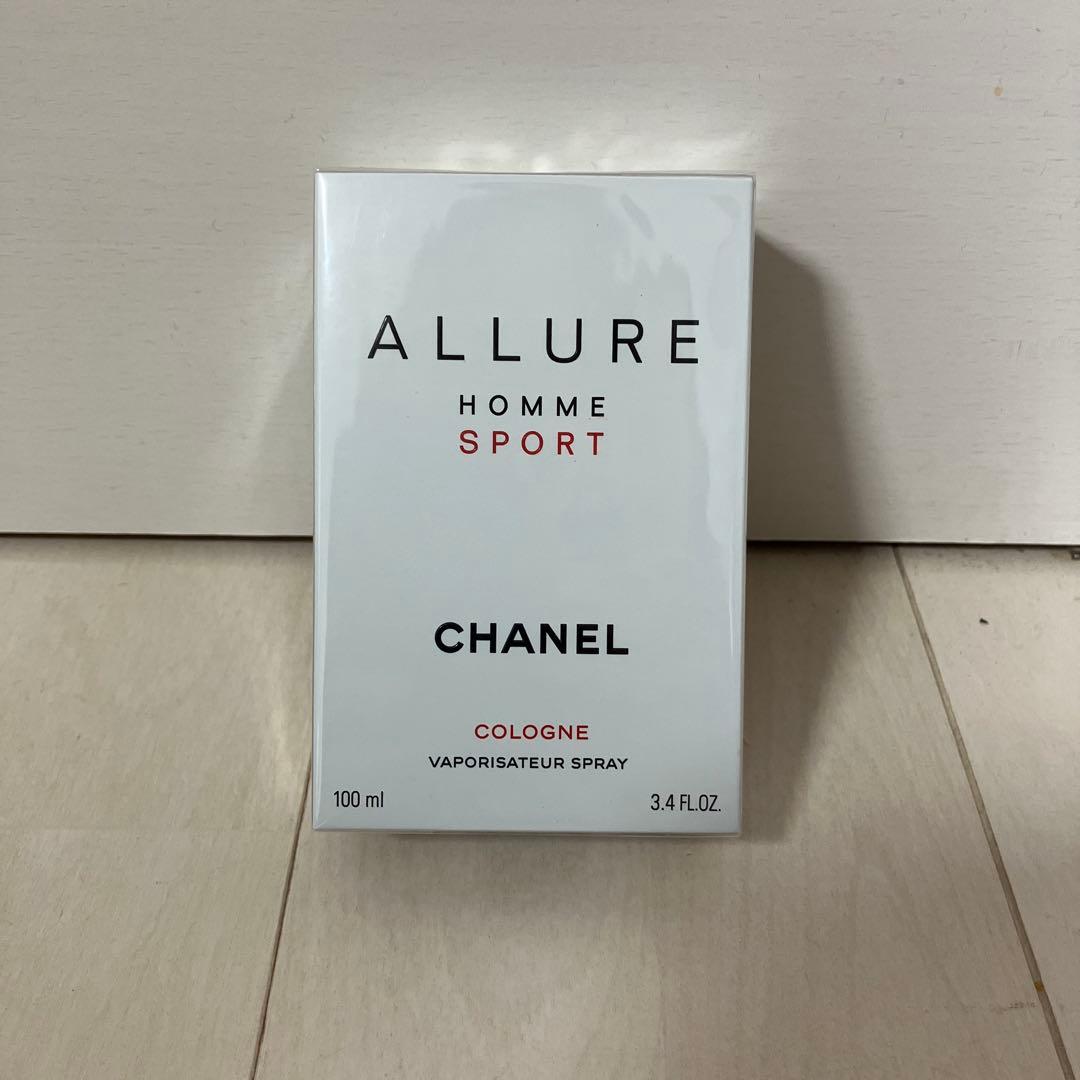 ALLURE
HOMME
SPORT
CHANEL
COLOGNE
VAPORISATEUR SPRAY
100 ml 3.4 FL.OZ.